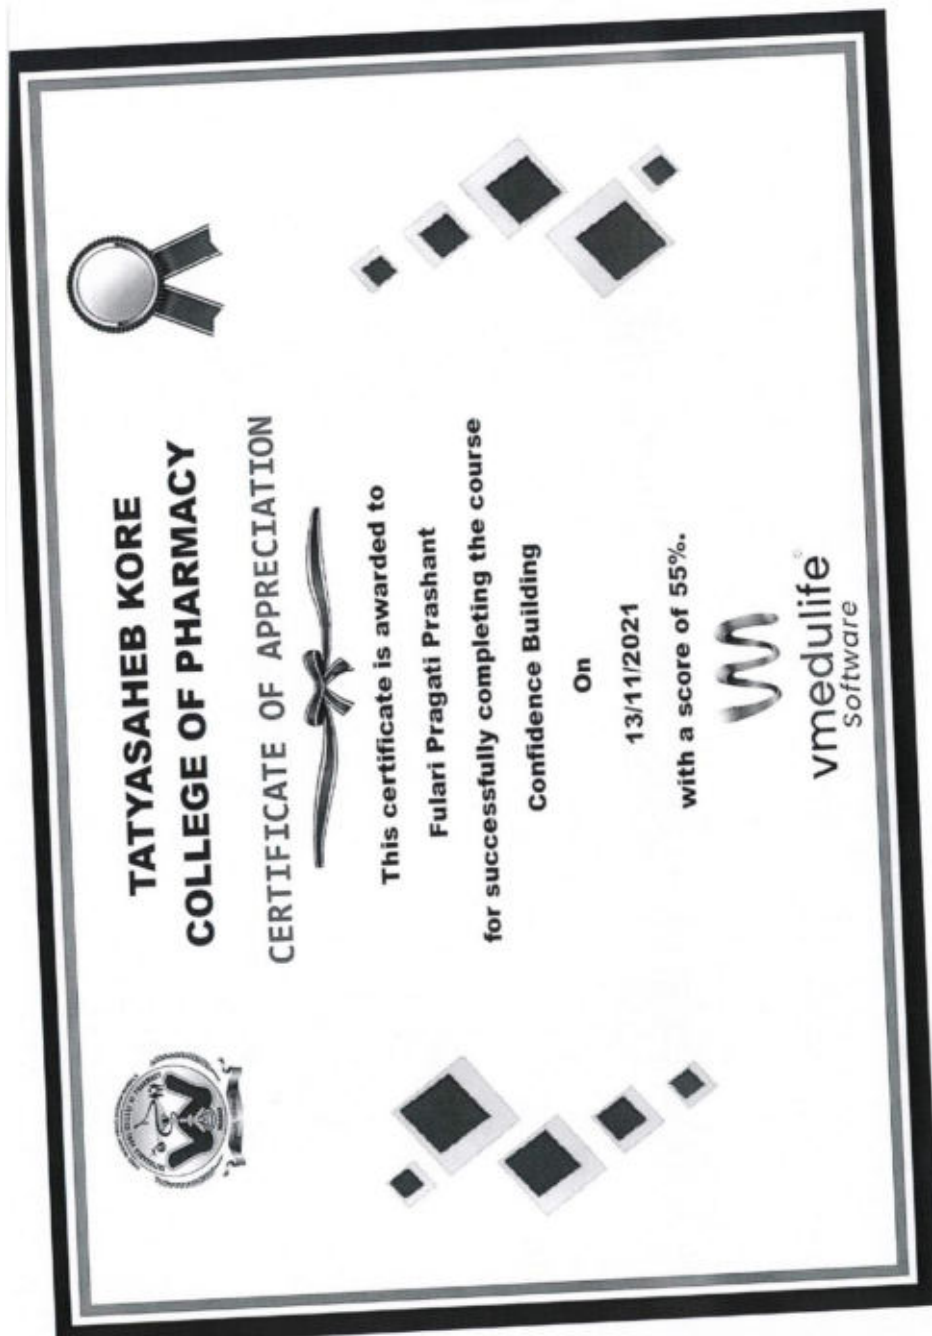 TATYASAHEB KORE
COLLEGE OF PHARMACY
CERTIFICATE OF APPRECIATION
This certificate is awarded to
Fulari Pragati Prashant
for successfully completing the course
Confidence Building
On
13/11/2021
with a score of 55%.
vmedulife
Software